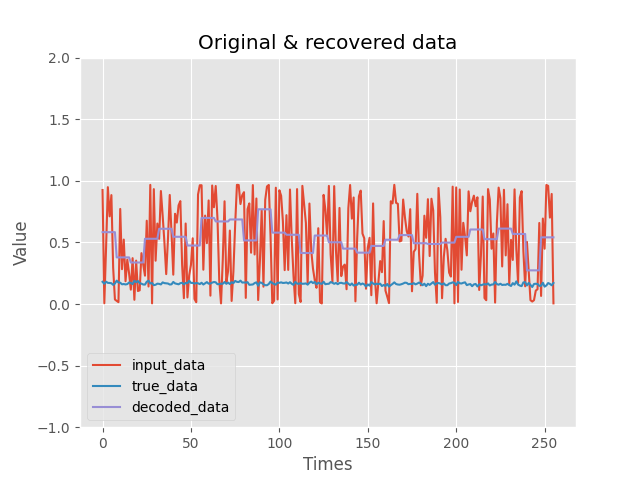 Original & recovered data
2.0
1.5
1.0
0.5
0.0
−0.5
−1.0
Value
input_data
true_data
decoded_data
0 50 100 150 200 250
Times